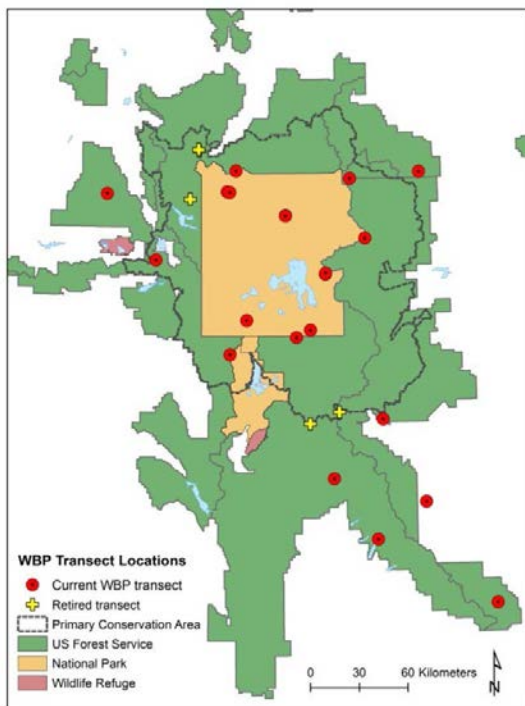 WBP Transect Locations
Current WBP transect
Retired transect
Primary Conservation Area
US Forest Service
National Park
Wildlife Refuge
0 30 60 Kilometers
N